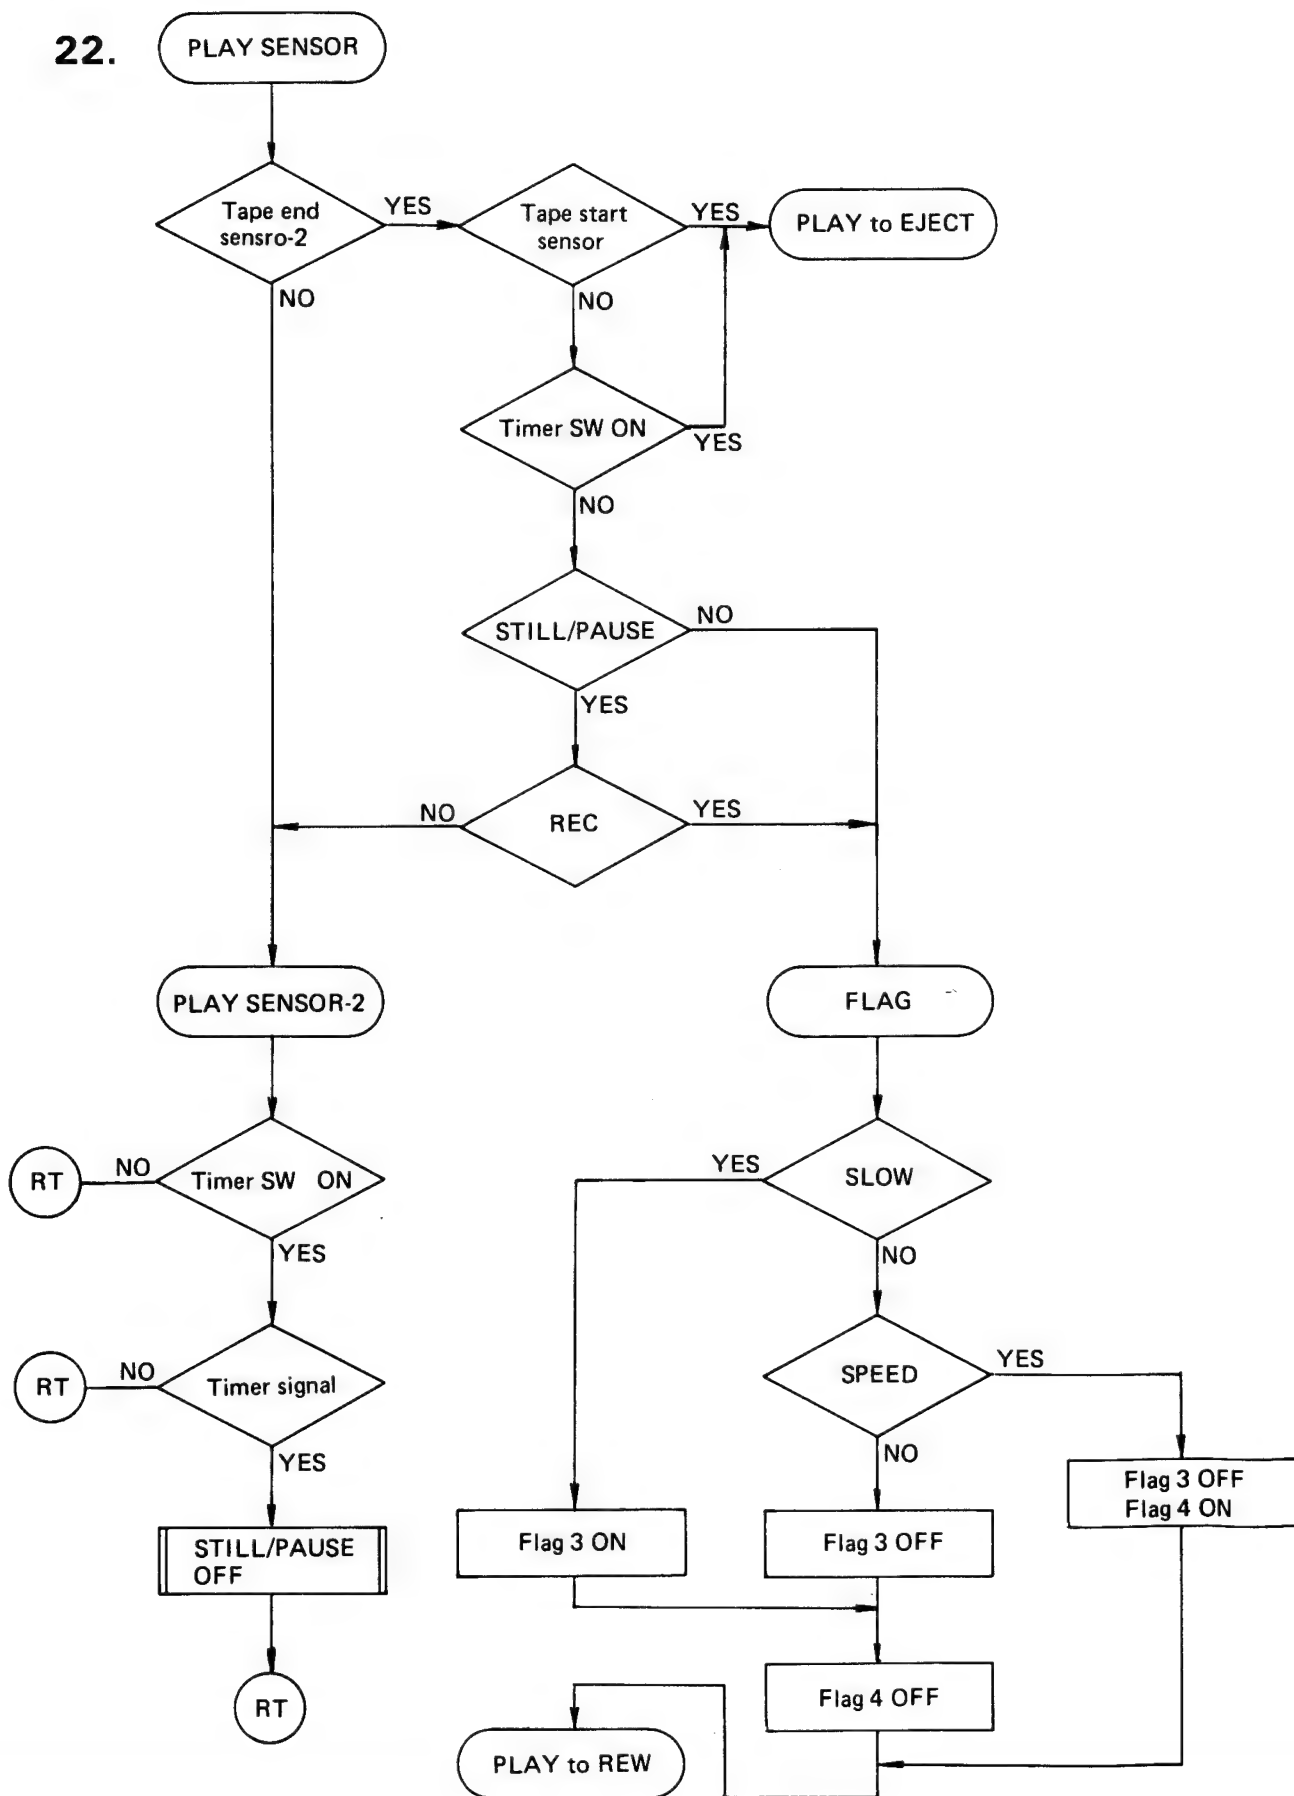 22.
PLAY SENSOR
Tape end
sensro-2
YES
Tape start
sensor
YES
PLAY to EJECT
NO
NO
Timer SW ON
YES
NO
STILL/PAUSE
NO
YES
NO
REC
YES
PLAY SENSOR-2
FLAG
RT
NO
Timer SW ON
YES
SLOW
YES
NO
RT
NO
Timer signal
SPEED
YES
YES
NO
Flag 3 OFF
Flag 4 ON
STILL/PAUSE
OFF
Flag 3 ON
Flag 3 OFF
RT
Flag 4 OFF
PLAY to REW